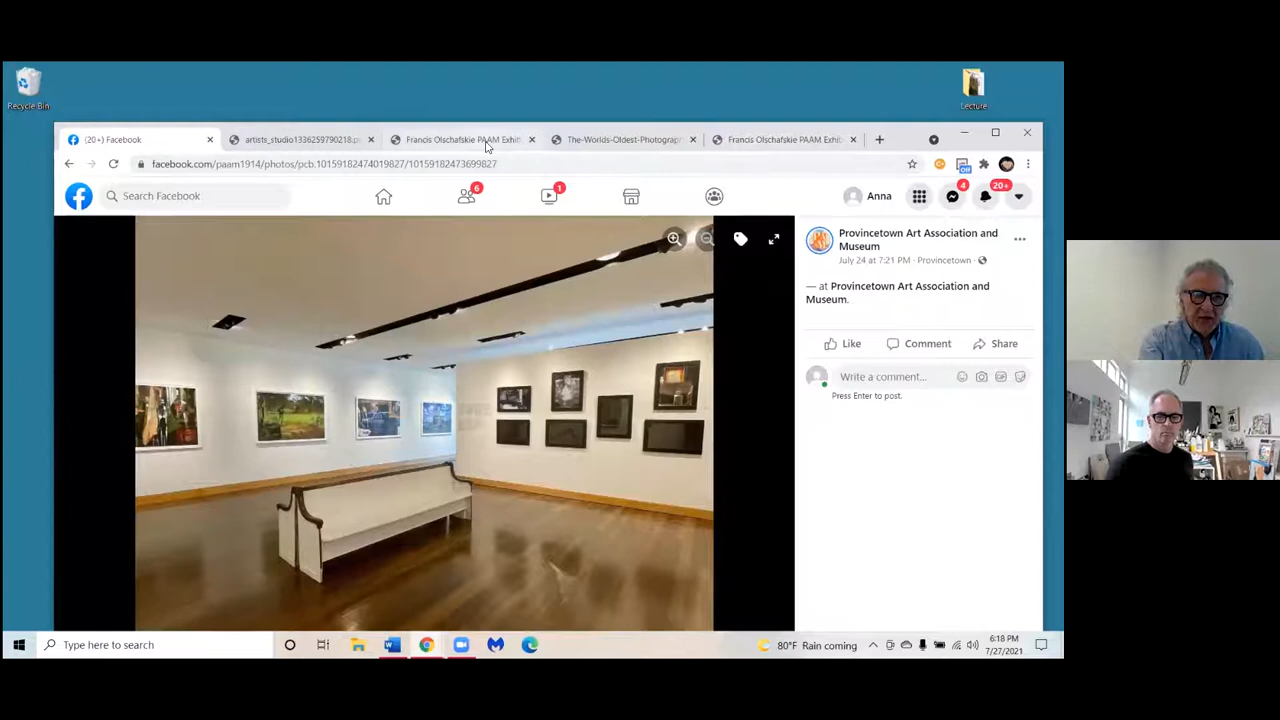 Recycle Bin
Lecture
(20+) Facebook
artists_studio1336259790218.p
Francis Olschafskie PAAM Exhib
The-Worlds-Oldest-Photograp
Francis Olschafskie PAAM Exhib
facebook.com/paam1914/photos/pcb.10159182474019827/10159182473699827
Off
Search Facebook
6
1
Anna
4
20+
Provincetown Art Association and
Museum
July 24 at 7:21 PM · Provincetown ·
— at Provincetown Art Association and
Museum.
Like
Comment
Share
Write a comment...
Press Enter to post.
Type here to search
80°F Rain coming
6:18 PM
7/27/2021